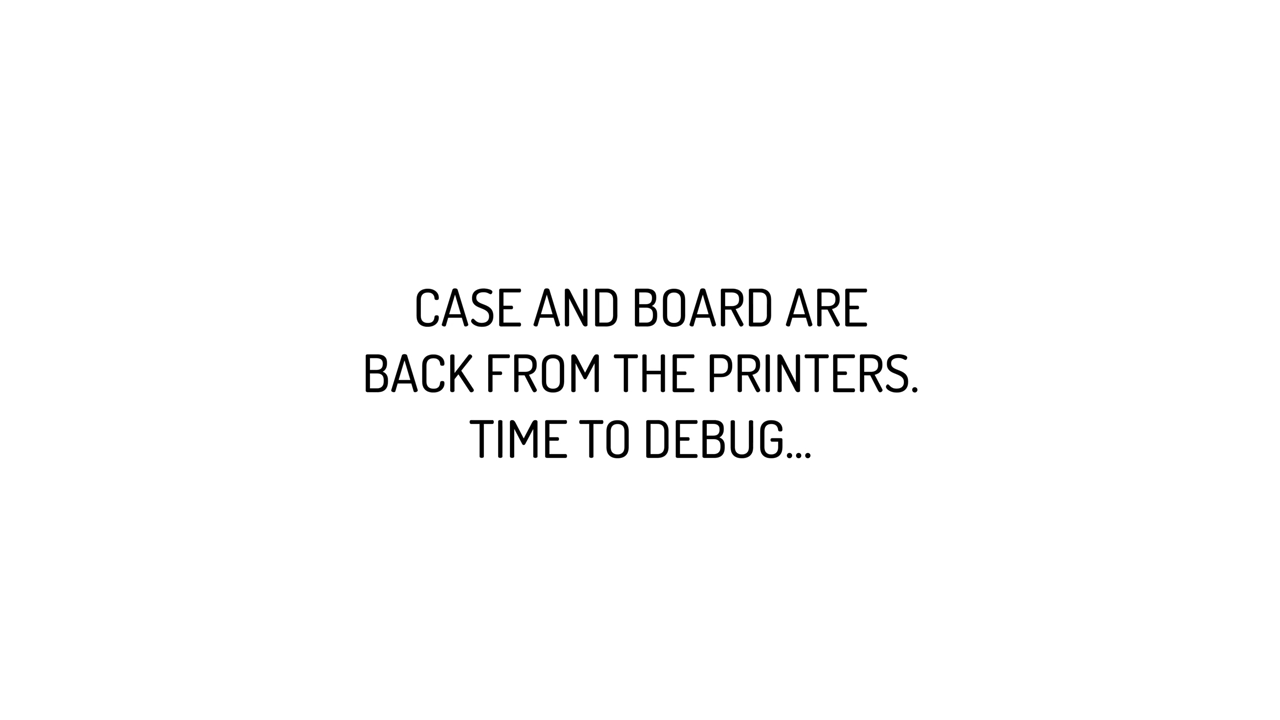 CASE AND BOARD ARE
BACK FROM THE PRINTERS.
TIME TO DEBUG...